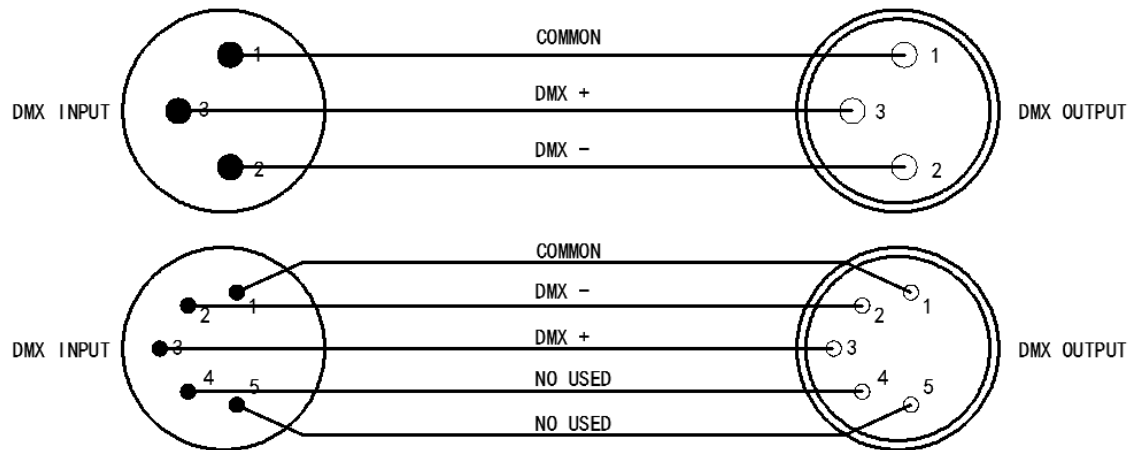 COMMON
1 1
DMX +
DMX INPUT 3 3 DMX OUTPUT
DMX -
2 2
COMMON
1 1
DMX -
2 2
DMX +
DMX INPUT 3 3 DMX OUTPUT
NO USED
4 4
5 5
NO USED